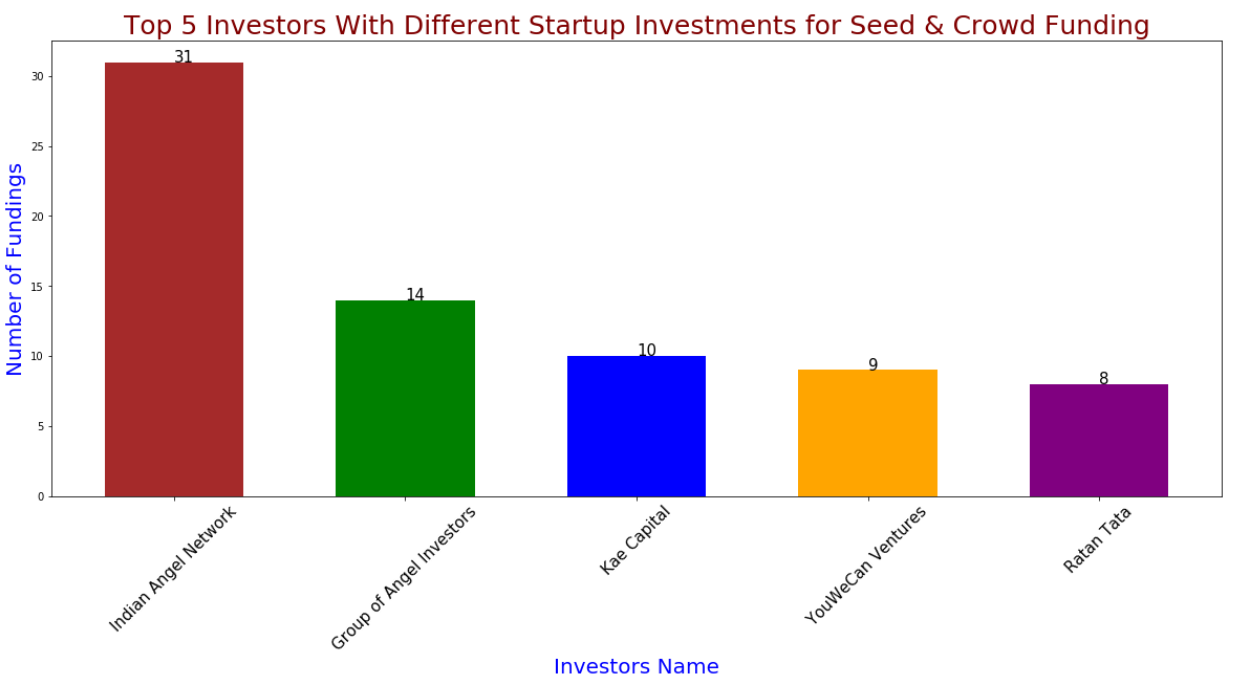 Top 5 Investors With Different Startup Investments for Seed & Crowd Funding
Number of Fundings
30
25
20
15
10
5
0
31
14
10
9
8
Indian Angel Network
Group of Angel Investors
Kae Capital
YouWeCan Ventures
Ratan Tata
Investors Name